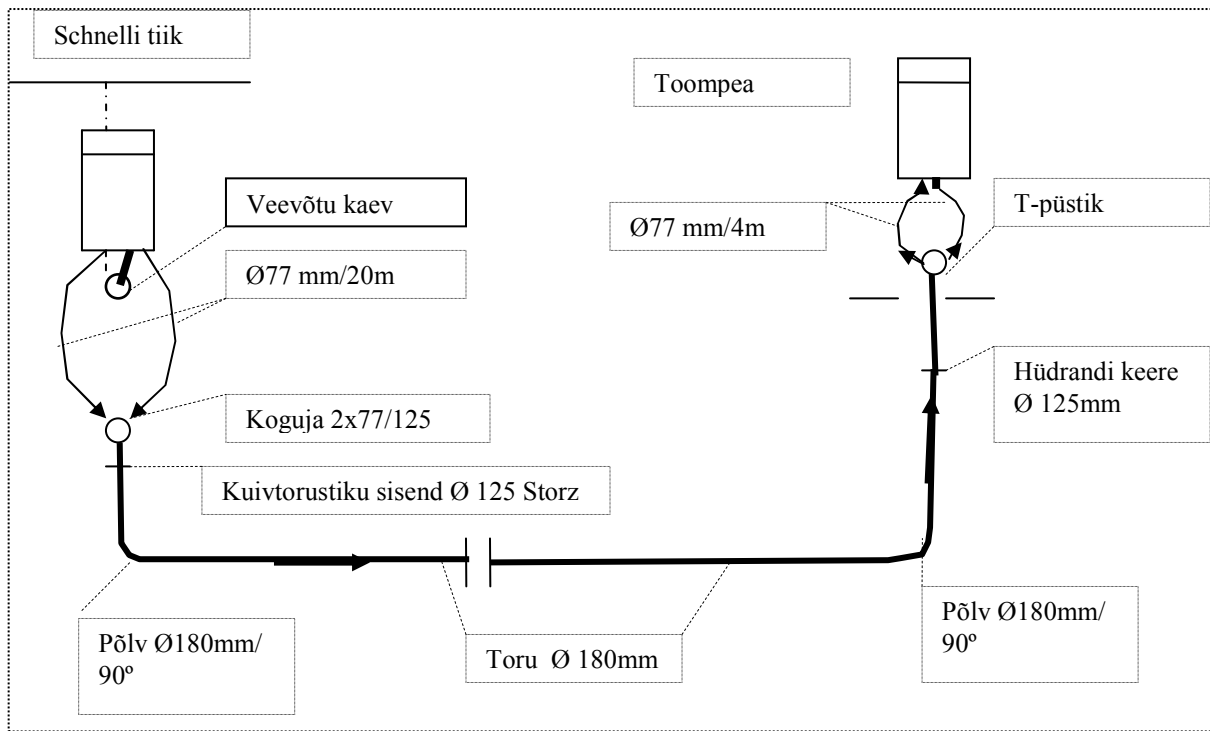 Schnelli tiik
Toompea
Veevõtu kaev
Ø77 mm/4m
T-püstik
Ø77 mm/20m
Hüdrandi keere
Ø 125mm
Koguja 2x77/125
Kuivtorustiku sisend Ø 125 Storz
Põlv Ø180mm/
90º
Toru Ø 180mm
Põlv Ø180mm/
90º